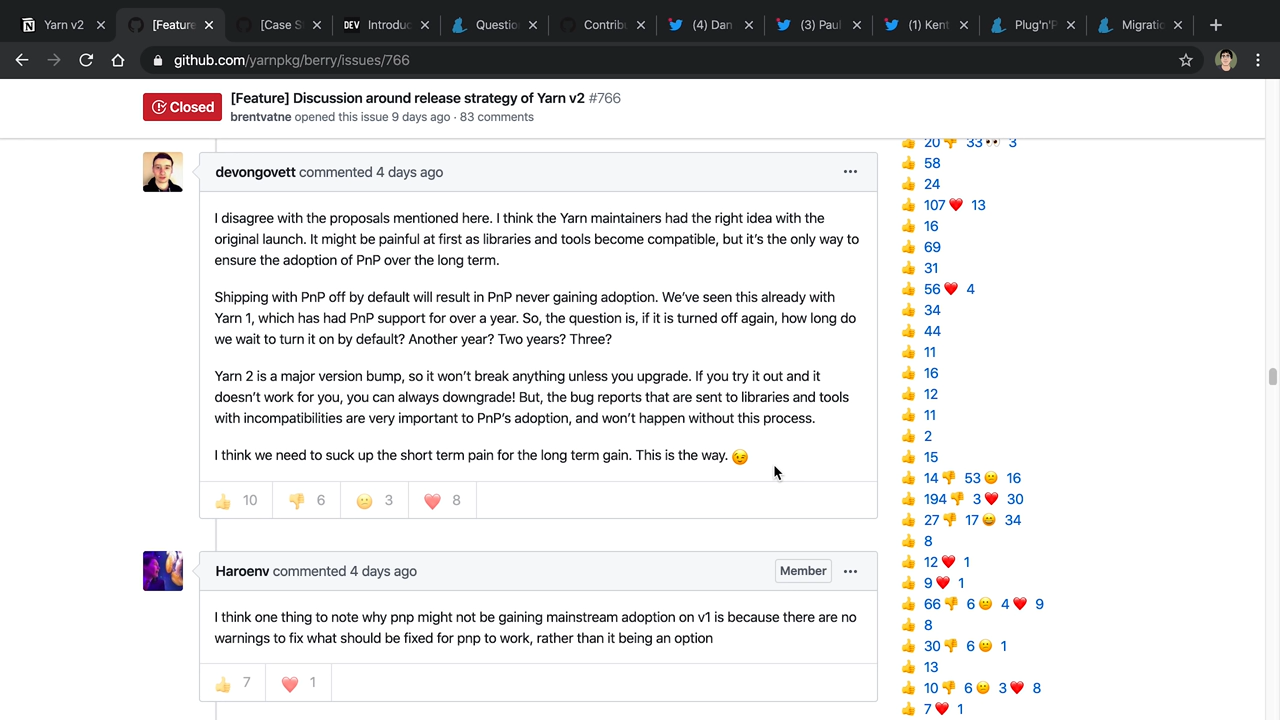 Yarn v2
[Feature
[Case S
DEV
Introduc
Questio
Contribu
(4) Dan
(3) Paul
(1) Kent
Plug'n'P
Migratio
github.com/yarnpkg/berry/issues/766
Closed
[Feature] Discussion around release strategy of Yarn v2 #766
brentvatne opened this issue 9 days ago · 83 comments
devongovett commented 4 days ago
I disagree with the proposals mentioned here. I think the Yarn maintainers had the right idea with the
original launch. It might be painful at first as libraries and tools become compatible, but it's the only way to
ensure the adoption of PnP over the long term.
Shipping with PnP off by default will result in PnP never gaining adoption. We've seen this already with
Yarn 1, which has had PnP support for over a year. So, the question is, if it is turned off again, how long do
we wait to turn it on by default? Another year? Two years? Three?
Yarn 2 is a major version bump, so it won't break anything unless you upgrade. If you try it out and it
doesn't work for you, you can always downgrade! But, the bug reports that are sent to libraries and tools
with incompatibilities are very important to PnP's adoption, and won't happen without this process.
I think we need to suck up the short term pain for the long term gain. This is the way. 😉
👍 10 👎 6 😕 3 ❤️ 8
Haroenv commented 4 days ago
Member
I think one thing to note why pnp might not be gaining mainstream adoption on v1 is because there are no
warnings to fix what should be fixed for pnp to work, rather than it being an option
👍 7 ❤️ 1
👍 20 👎 33 👀 3
👍 58
👍 24
👍 107 ❤️ 13
👍 16
👍 69
👍 31
👍 56 ❤️ 4
👍 34
👍 44
👍 11
👍 16
👍 12
👍 11
👍 2
👍 15
👍 14 👎 53 😕 16
👍 194 👎 3 ❤️ 30
👍 27 👎 17 😄 34
👍 8
👍 12 ❤️ 1
👍 9 ❤️ 1
👍 66 👎 6 😕 4 ❤️ 9
👍 8
👍 30 👎 6 😕 1
👍 13
👍 10 👎 6 😕 3 ❤️ 8
👍 7 ❤️ 1